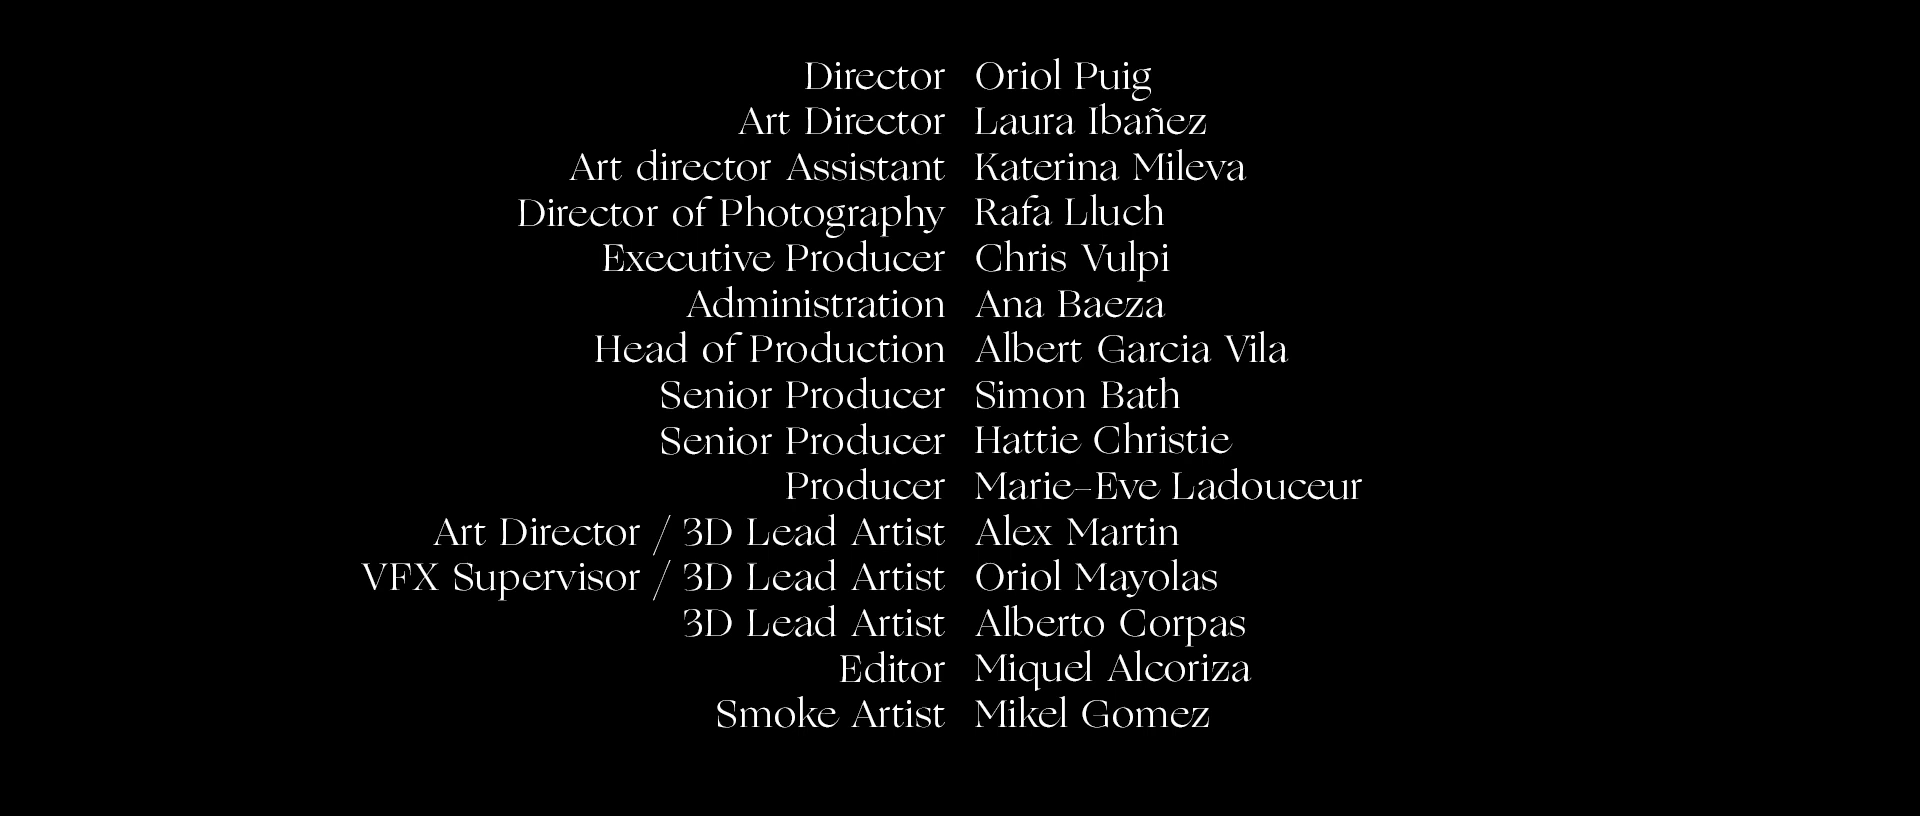 Director Oriol Puig
Art Director Laura Ibañez
Art director Assistant Katerina Mileva
Director of Photography Rafa Lluch
Executive Producer Chris Vulpi
Administration Ana Baeza
Head of Production Albert Garcia Vila
Senior Producer Simon Bath
Senior Producer Hattie Christie
Producer Marie-Eve Ladouceur
Art Director / 3D Lead Artist Alex Martin
VFX Supervisor / 3D Lead Artist Oriol Mayolas
3D Lead Artist Alberto Corpas
Editor Miquel Alcoriza
Smoke Artist Mikel Gomez